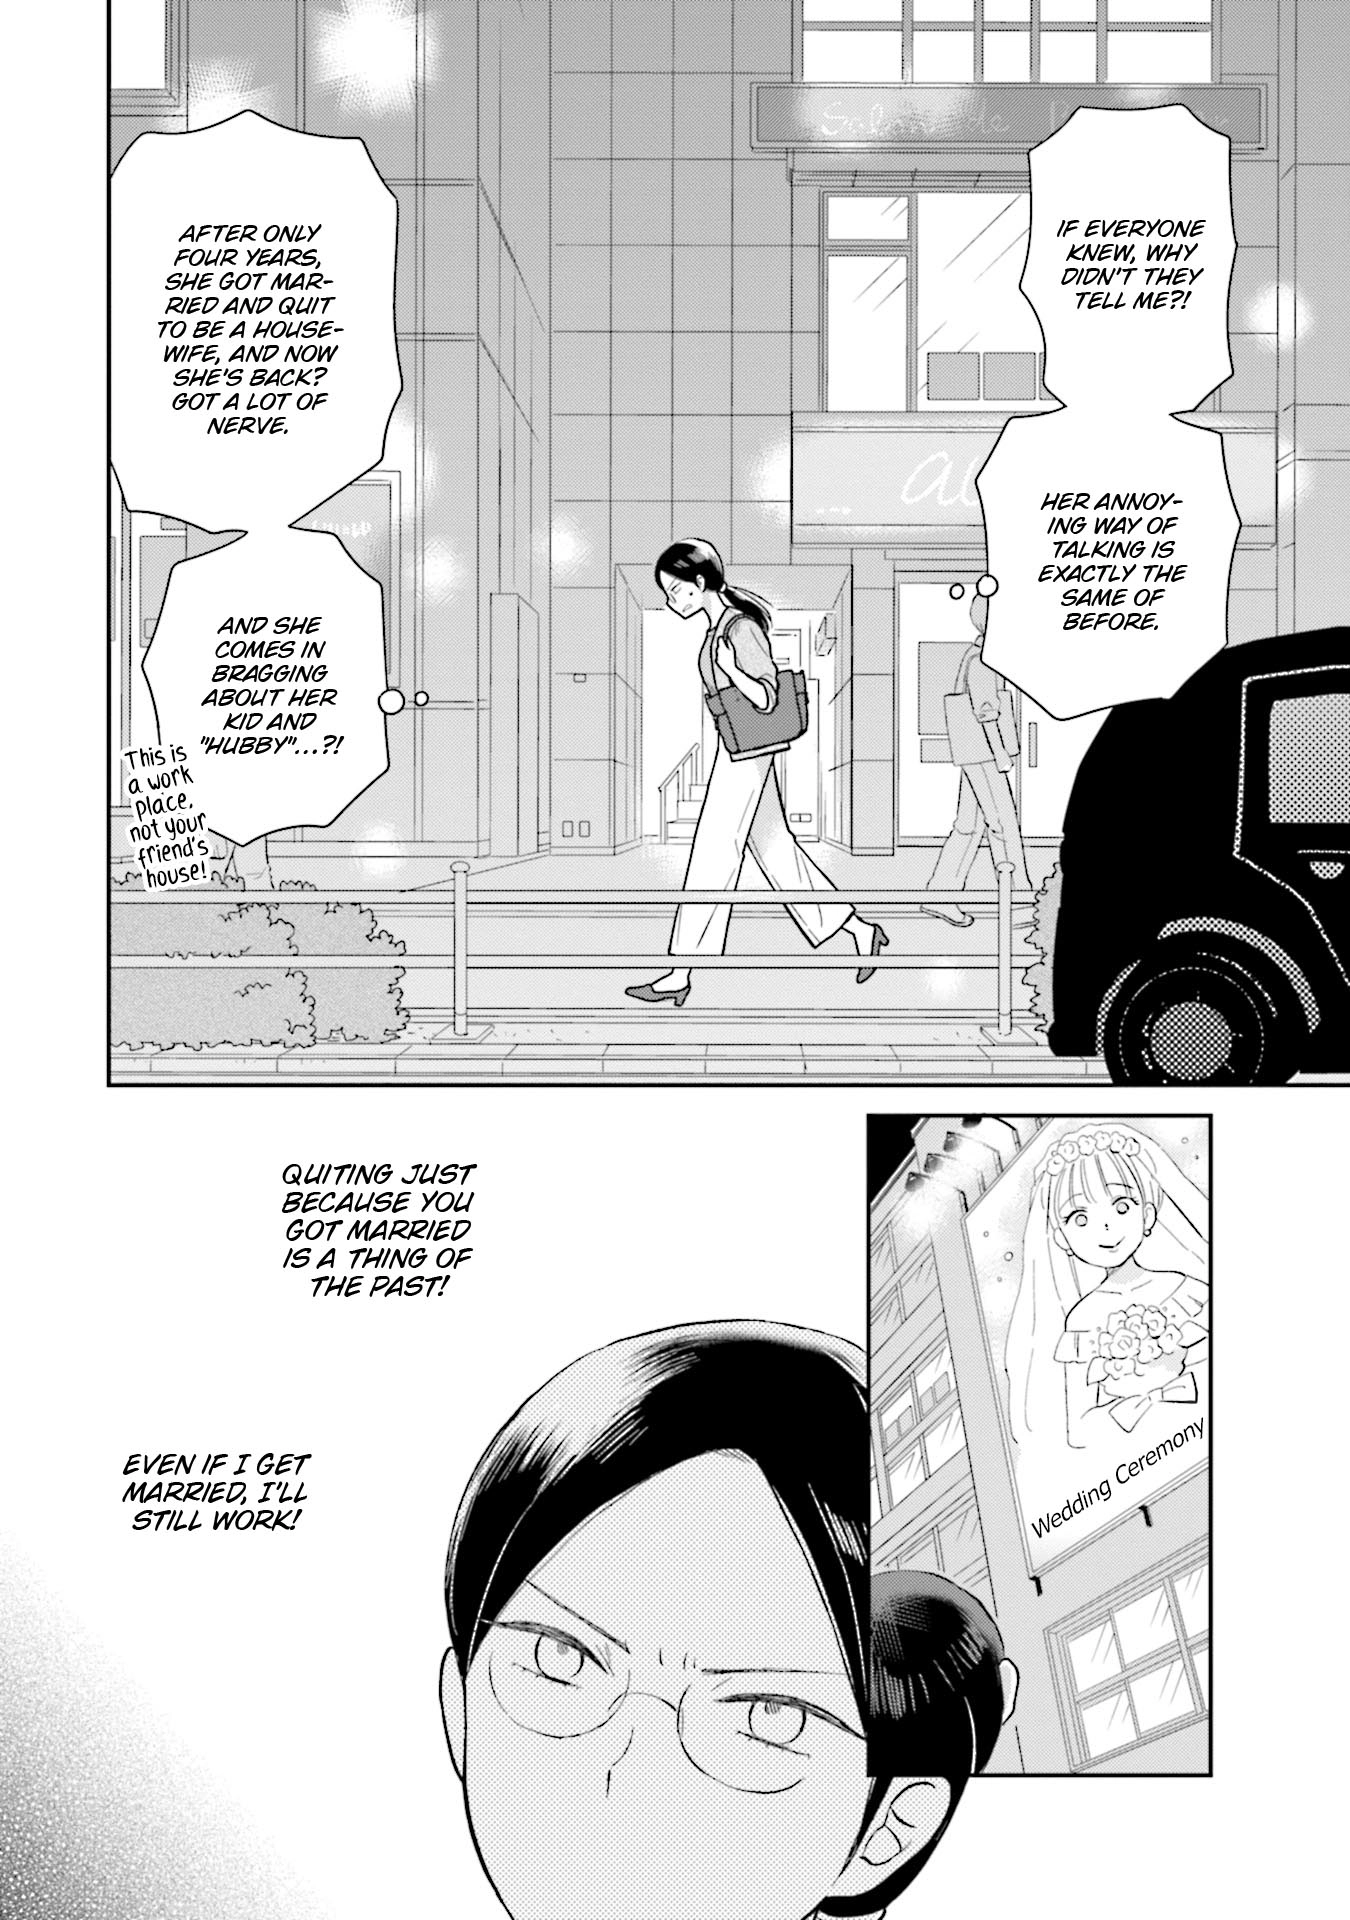 Salon de
IF EVERYONE
KNEW, WHY
DIDN'T THEY
TELL ME?!
HER ANNOY-
ING WAY OF
TALKING IS
EXACTLY THE
SAME OF
BEFORE.
AFTER ONLY
FOUR YEARS,
SHE GOT MAR-
RIED AND QUIT
TO BE A HOUSE-
WIFE, AND NOW
SHE'S BACK?
GOT A LOT OF
NERVE.
AND SHE
COMES IN
BRAGGING
ABOUT HER
KID AND
"HUBBY"...?!
This is
a work
place,
not your
friend's
house!
Wedding Ceremony
QUITING JUST
BECAUSE YOU
GOT MARRIED
IS A THING OF
THE PAST!
EVEN IF I GET
MARRIED, I'LL
STILL WORK!